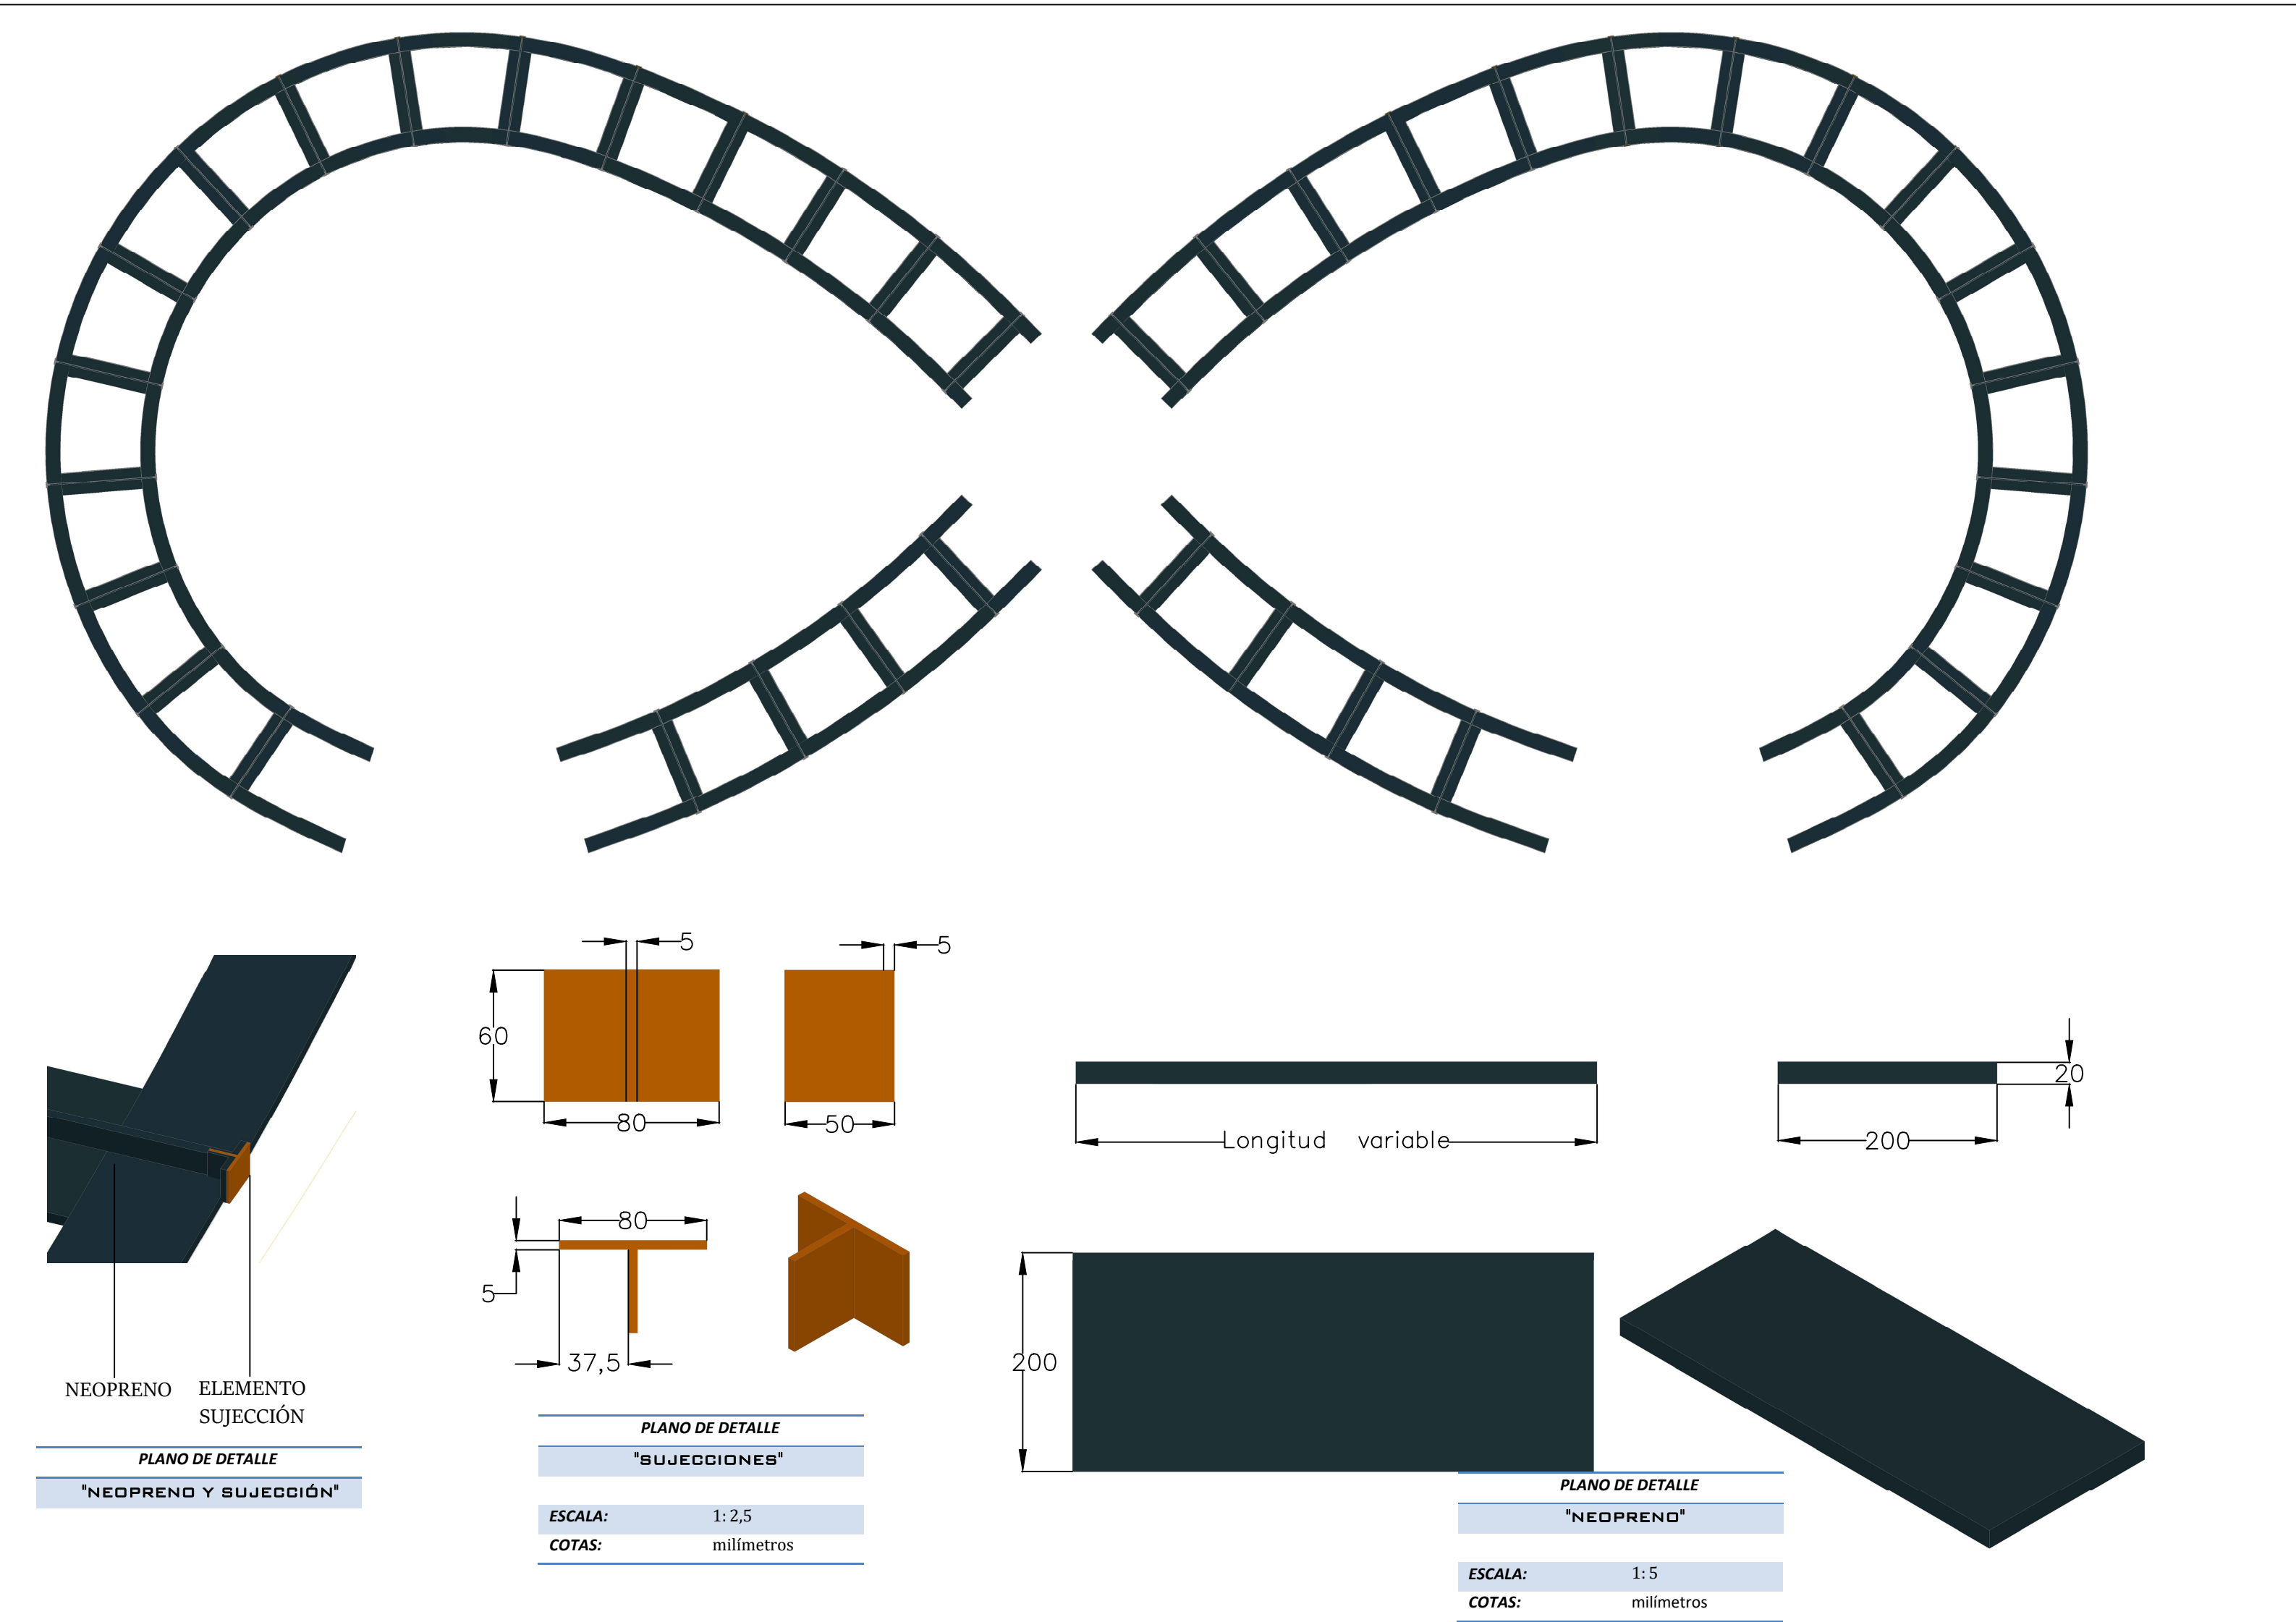 5
5
60
80
50
20
Longitud variable
200
80
5
37,5
200
NEOPRENO
ELEMENTO
SUJECCIÓN
PLANO DE DETALLE
"NEOPRENO Y SUJECCIÓN"
PLANO DE DETALLE
"SUJECCIONES"
ESCALA: 1: 2,5
COTAS: milímetros
PLANO DE DETALLE
"NEOPRENO"
ESCALA: 1: 5
COTAS: milímetros